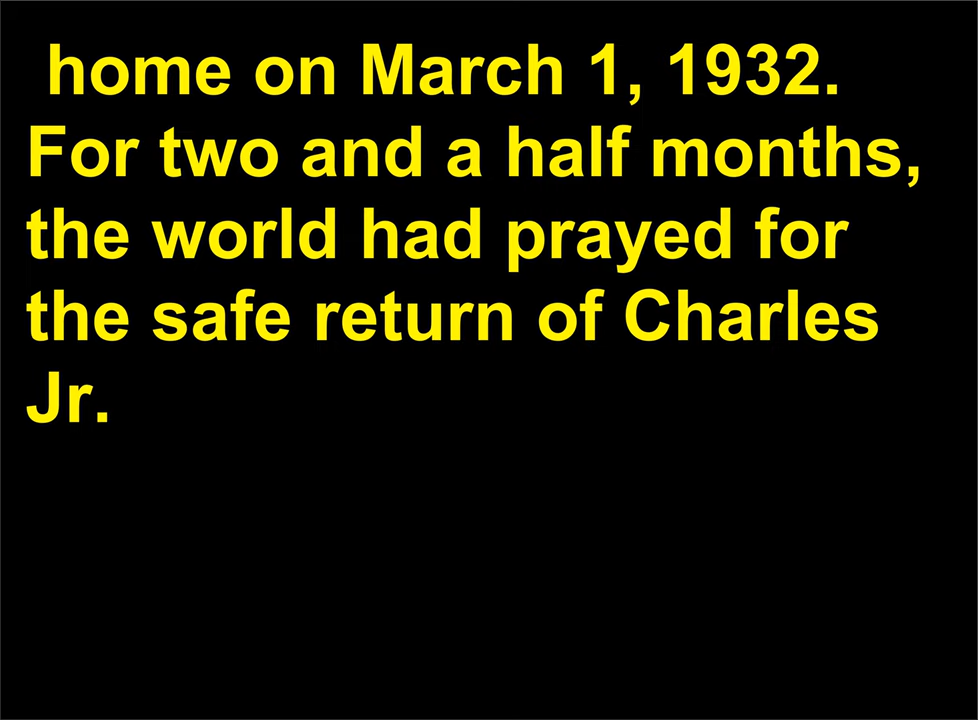 home on March 1, 1932.
For two and a half months,
the world had prayed for
the safe return of Charles
Jr.